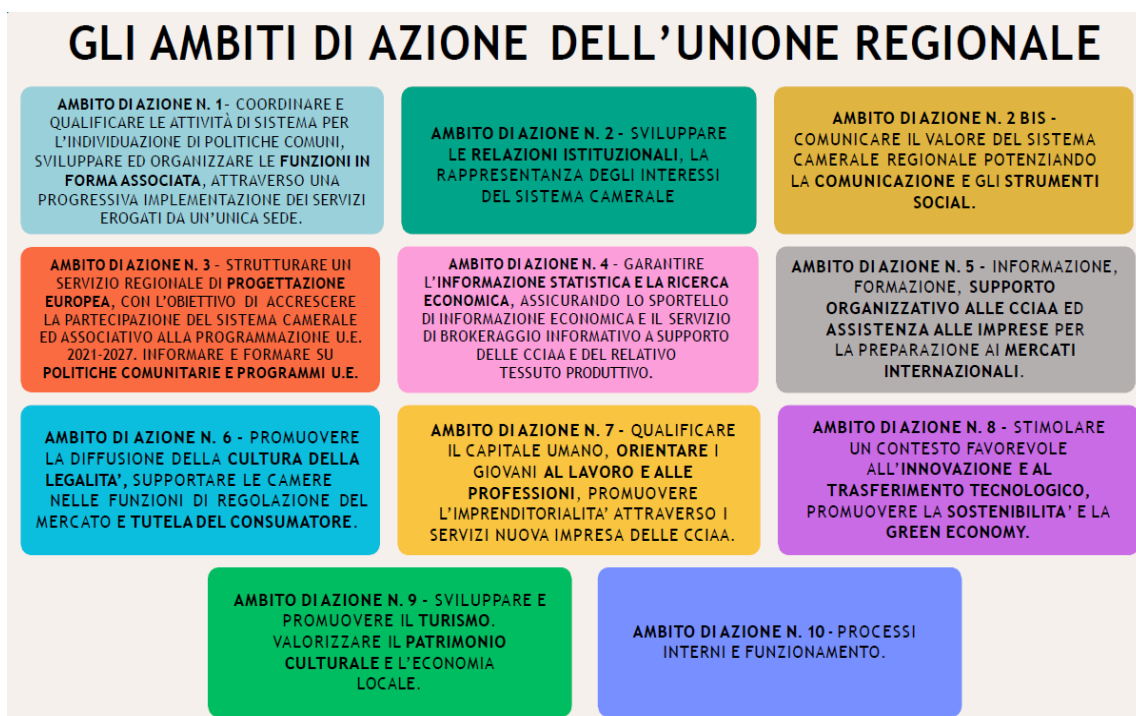 GLI AMBITI DI AZIONE DELL'UNIONE REGIONALE
AMBITO DI AZIONE N. 1- COORDINARE E
QUALIFICARE LE ATTIVITÀ DI SISTEMA PER
L'INDIVIDUAZIONE DI POLITICHE COMUNI,
SVILUPPARE ED ORGANIZZARE LE FUNZIONI IN
FORMA ASSOCIATA, ATTRAVERSO UNA
PROGRESSIVA IMPLEMENTAZIONE DEI SERVIZI
EROGATI DA UN'UNICA SEDE.
AMBITO DI AZIONE N. 2 - SVILUPPARE
LE RELAZIONI ISTITUZIONALI, LA
RAPPRESENTANZA DEGLI INTERESSI
DEL SISTEMA CAMERALE
AMBITO DI AZIONE N. 2 BIS -
COMUNICARE IL VALORE DEL SISTEMA
CAMERALE REGIONALE POTENZIANDO
LA COMUNICAZIONE E GLI STRUMENTI
SOCIAL.
AMBITO DI AZIONE N. 3 - STRUTTURARE UN
SERVIZIO REGIONALE DI PROGETTAZIONE
EUROPEA, CON L'OBIETTIVO DI ACCRESCERE
LA PARTECIPAZIONE DEL SISTEMA CAMERALE
ED ASSOCIATIVO ALLA PROGRAMMAZIONE U.E.
2021-2027. INFORMARE E FORMARE SU
POLITICHE COMUNITARIE E PROGRAMMI U.E.
AMBITO DI AZIONE N. 4 - GARANTIRE
L'INFORMAZIONE STATISTICA E LA RICERCA
ECONOMICA, ASSICURANDO LO SPORTELLO
DI INFORMAZIONE ECONOMICA E IL SERVIZIO
DI BROKERAGGIO INFORMATIVO A SUPPORTO
DELLE CCIAA E DEL RELATIVO
TESSUTO PRODUTTIVO.
AMBITO DI AZIONE N. 5 - INFORMAZIONE,
FORMAZIONE, SUPPORTO
ORGANIZZATIVO ALLE CCIAA ED
ASSISTENZA ALLE IMPRESE PER
LA PREPARAZIONE AI MERCATI
INTERNAZIONALI.
AMBITO DI AZIONE N. 6 - PROMUOVERE
LA DIFFUSIONE DELLA CULTURA DELLA
LEGALITA', SUPPORTARE LE CAMERE
NELLE FUNZIONI DI REGOLAZIONE DEL
MERCATO E TUTELA DEL CONSUMATORE.
AMBITO DI AZIONE N. 7 - QUALIFICARE
IL CAPITALE UMANO, ORIENTARE I
GIOVANI AL LAVORO E ALLE
PROFESSIONI, PROMUOVERE
L'IMPRENDITORIALITA' ATTRAVERSO I
SERVIZI NUOVA IMPRESA DELLE CCIAA.
AMBITO DI AZIONE N. 8 - STIMOLARE
UN CONTESTO FAVOREVOLE
ALL'INNOVAZIONE E AL
TRASFERIMENTO TECNOLOGICO,
PROMUOVERE LA SOSTENIBILITA' E LA
GREEN ECONOMY.
AMBITO DI AZIONE N. 9 - SVILUPPARE E
PROMUOVERE IL TURISMO.
VALORIZZARE IL PATRIMONIO
CULTURALE E L'ECONOMIA
LOCALE.
AMBITO DI AZIONE N. 10 - PROCESSI
INTERNI E FUNZIONAMENTO.